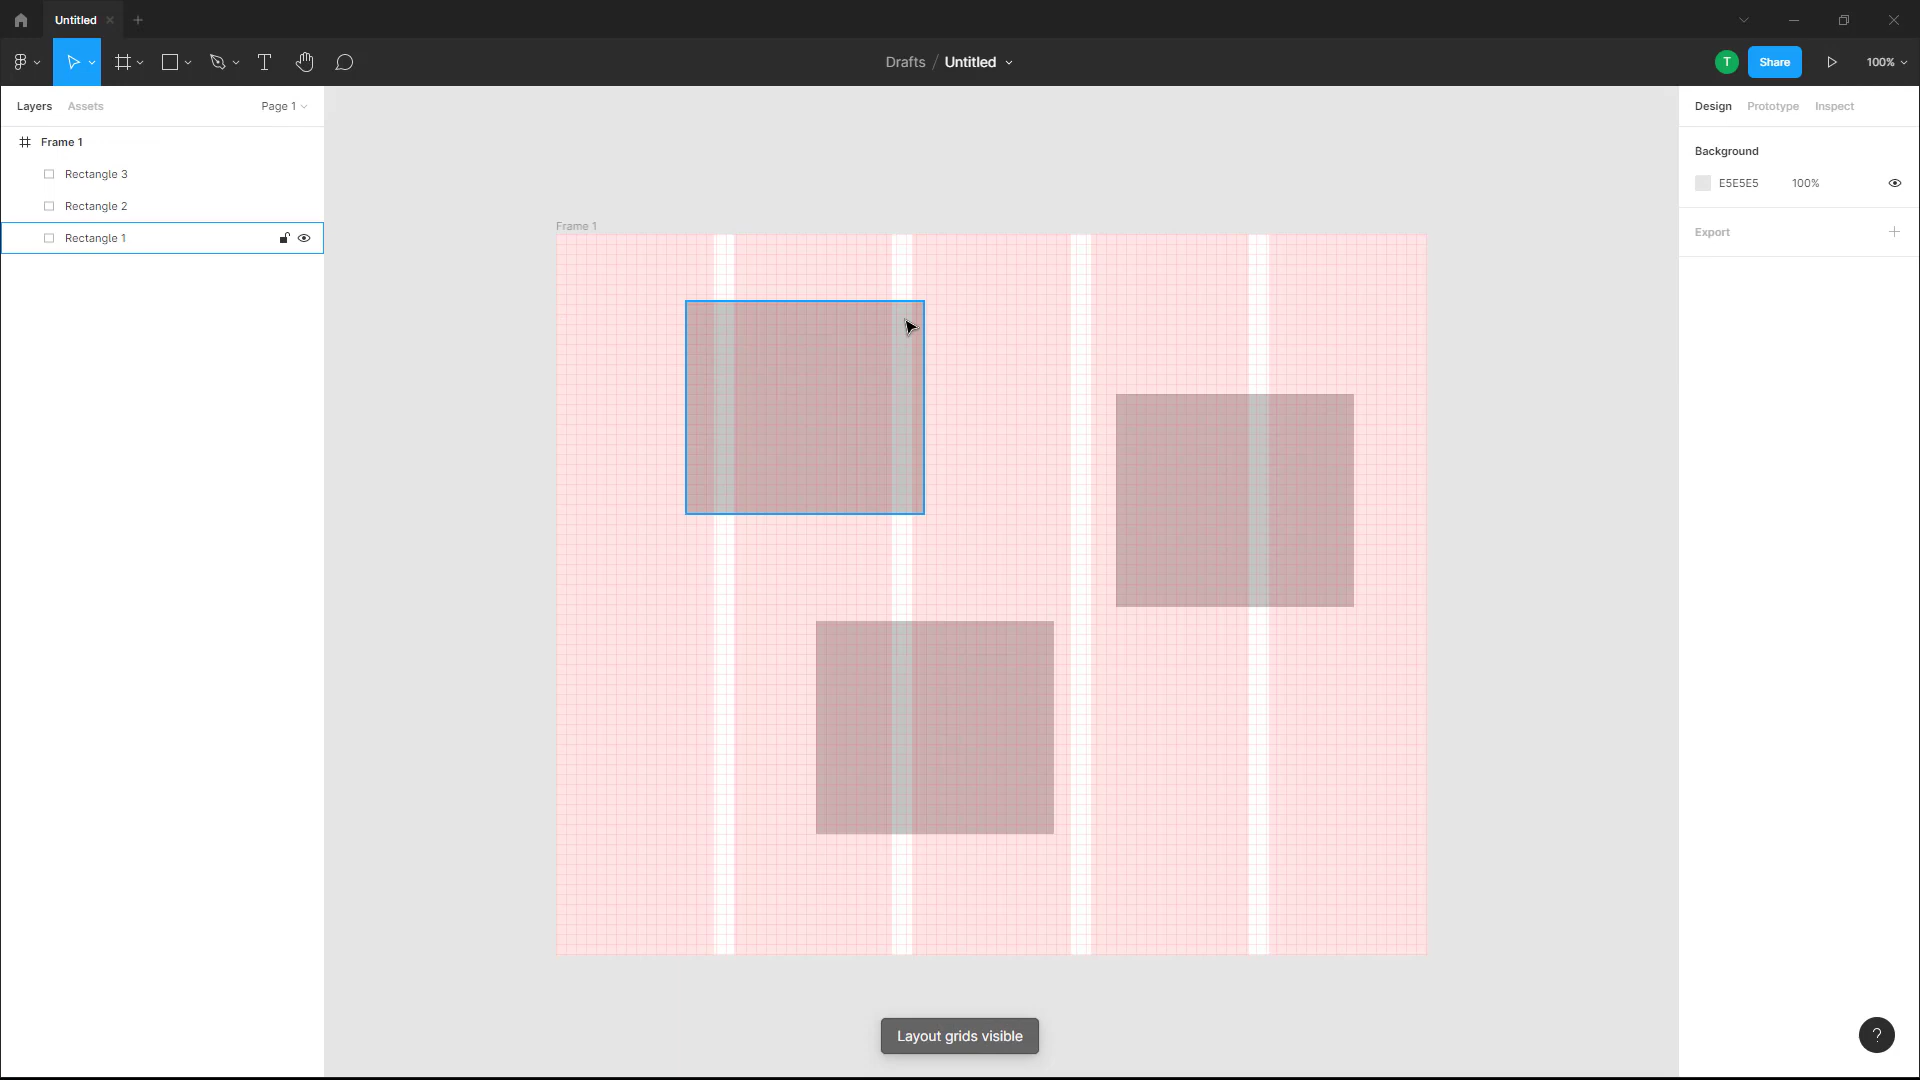 Untitled
Drafts / Untitled
T
Share
100%
Layers
Assets
Page 1
Design
Prototype
Inspect
Frame 1
Rectangle 3
Rectangle 2
Rectangle 1
Background
E5E5E5
100%
Export
Frame 1
Layout grids visible
?